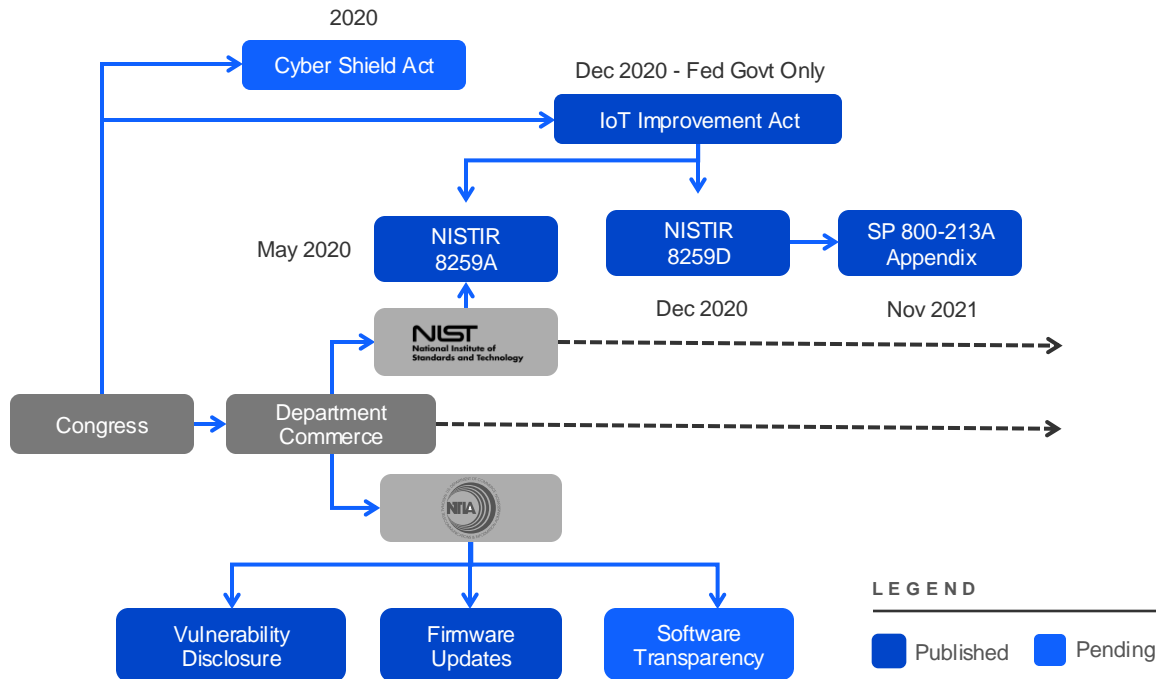 2020
Cyber Shield Act
Dec 2020 - Fed Govt Only
IoT Improvement Act
May 2020
NISTIR
8259A
NISTIR
8259D
SP 800-213A
Appendix
Dec 2020
Nov 2021
NIST
National Institute of
Standards and Technology
Congress
Department
Commerce
NTIA
Vulnerability
Disclosure
Firmware
Updates
Software
Transparency
LEGEND
Published
Pending